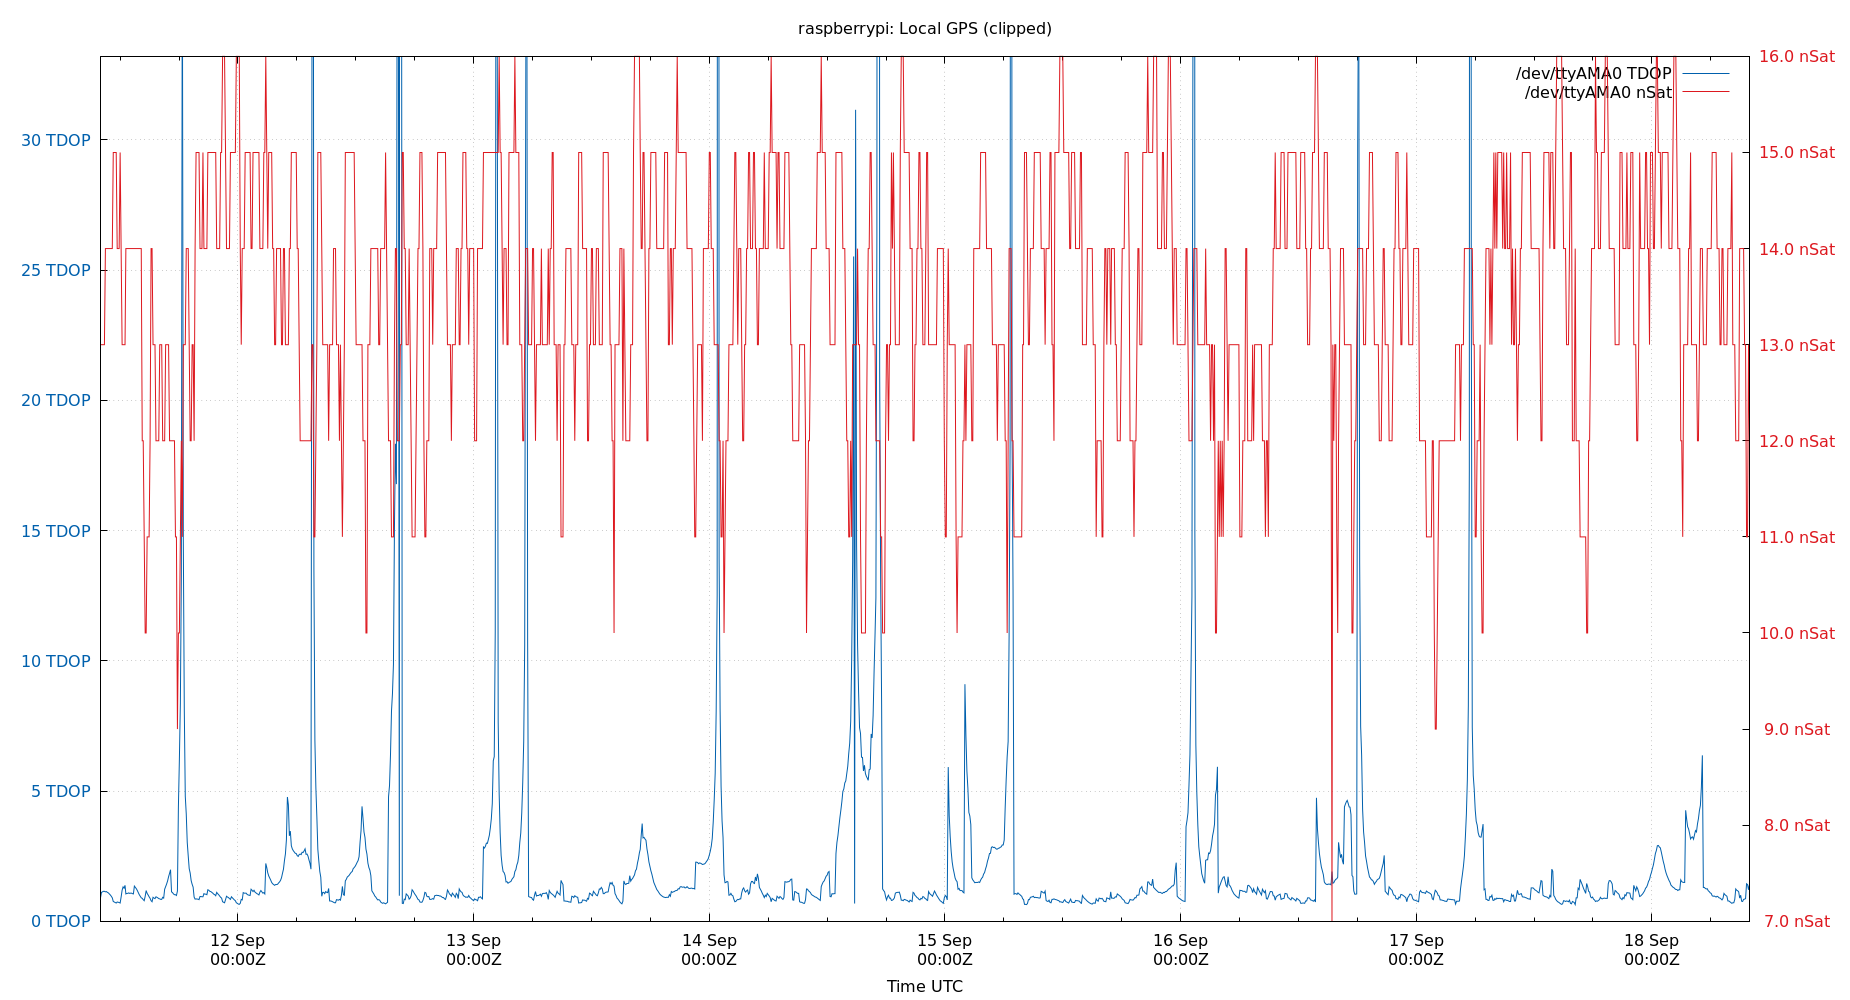 raspberrypi: Local GPS (clipped)
/dev/ttyAMA0 TDOP
/dev/ttyAMA0 nSat
30 TDOP
25 TDOP
20 TDOP
15 TDOP
10 TDOP
5 TDOP
0 TDOP
16.0 nSat
15.0 nSat
14.0 nSat
13.0 nSat
12.0 nSat
11.0 nSat
10.0 nSat
9.0 nSat
8.0 nSat
7.0 nSat
12 Sep 13 Sep 14 Sep 15 Sep 16 Sep 17 Sep 18 Sep
00:00Z 00:00Z 00:00Z 00:00Z 00:00Z 00:00Z 00:00Z
Time UTC